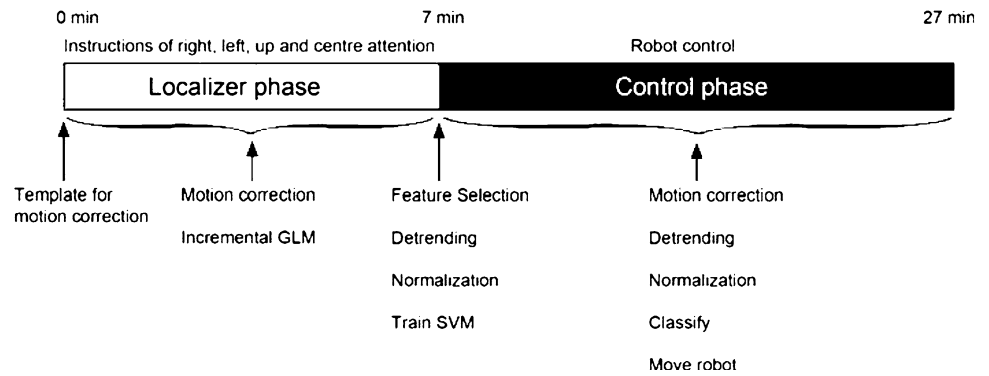 0 min
7 min
27 min
Instructions of right, left, up and centre attention
Robot control
Localizer phase
Control phase
Template for
motion correction
Motion correction
Incremental GLM
Feature Selection
Detrending
Normalization
Train SVM
Motion correction
Detrending
Normalization
Classify
Move robot